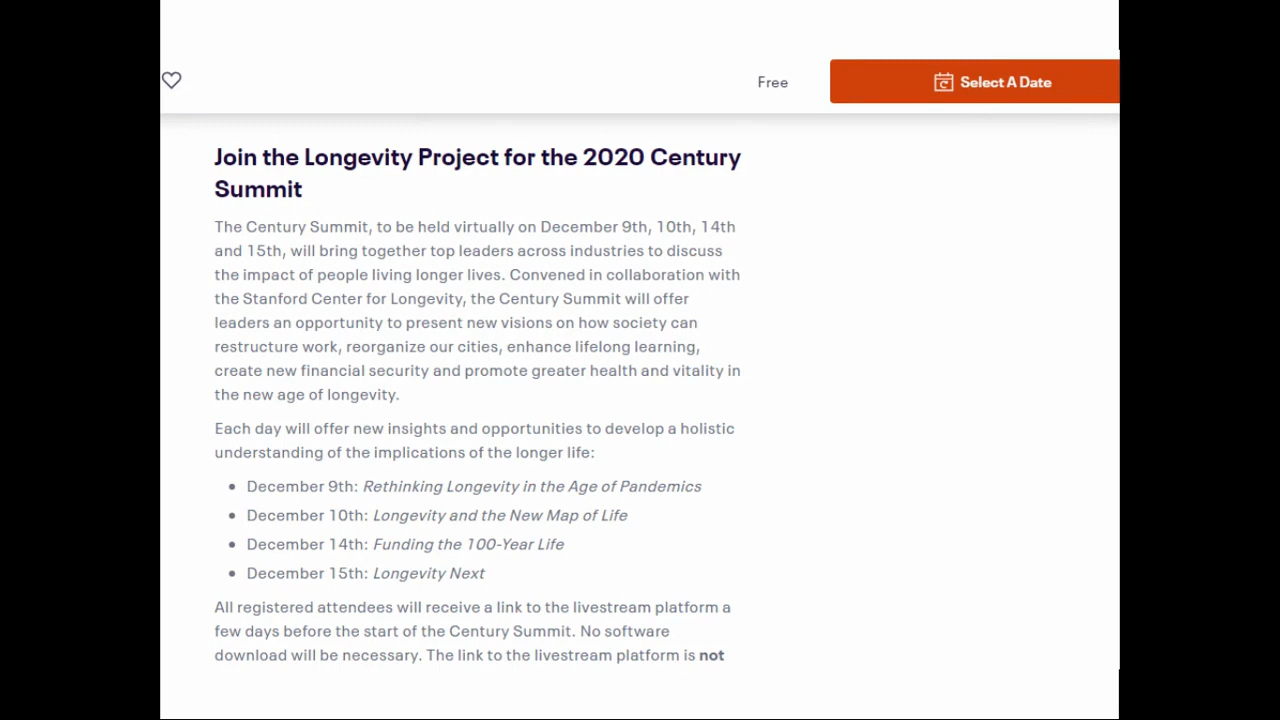 Free
Select A Date
Join the Longevity Project for the 2020 Century
Summit
The Century Summit, to be held virtually on December 9th, 10th, 14th
and 15th, will bring together top leaders across industries to discuss
the impact of people living longer lives. Convened in collaboration with
the Stanford Center for Longevity, the Century Summit will offer
leaders an opportunity to present new visions on how society can
restructure work, reorganize our cities, enhance lifelong learning,
create new financial security and promote greater health and vitality in
the new age of longevity.
Each day will offer new insights and opportunities to develop a holistic
understanding of the implications of the longer life:
• December 9th: Rethinking Longevity in the Age of Pandemics
• December 10th: Longevity and the New Map of Life
• December 14th: Funding the 100-Year Life
• December 15th: Longevity Next
All registered attendees will receive a link to the livestream platform a
few days before the start of the Century Summit. No software
download will be necessary. The link to the livestream platform is not